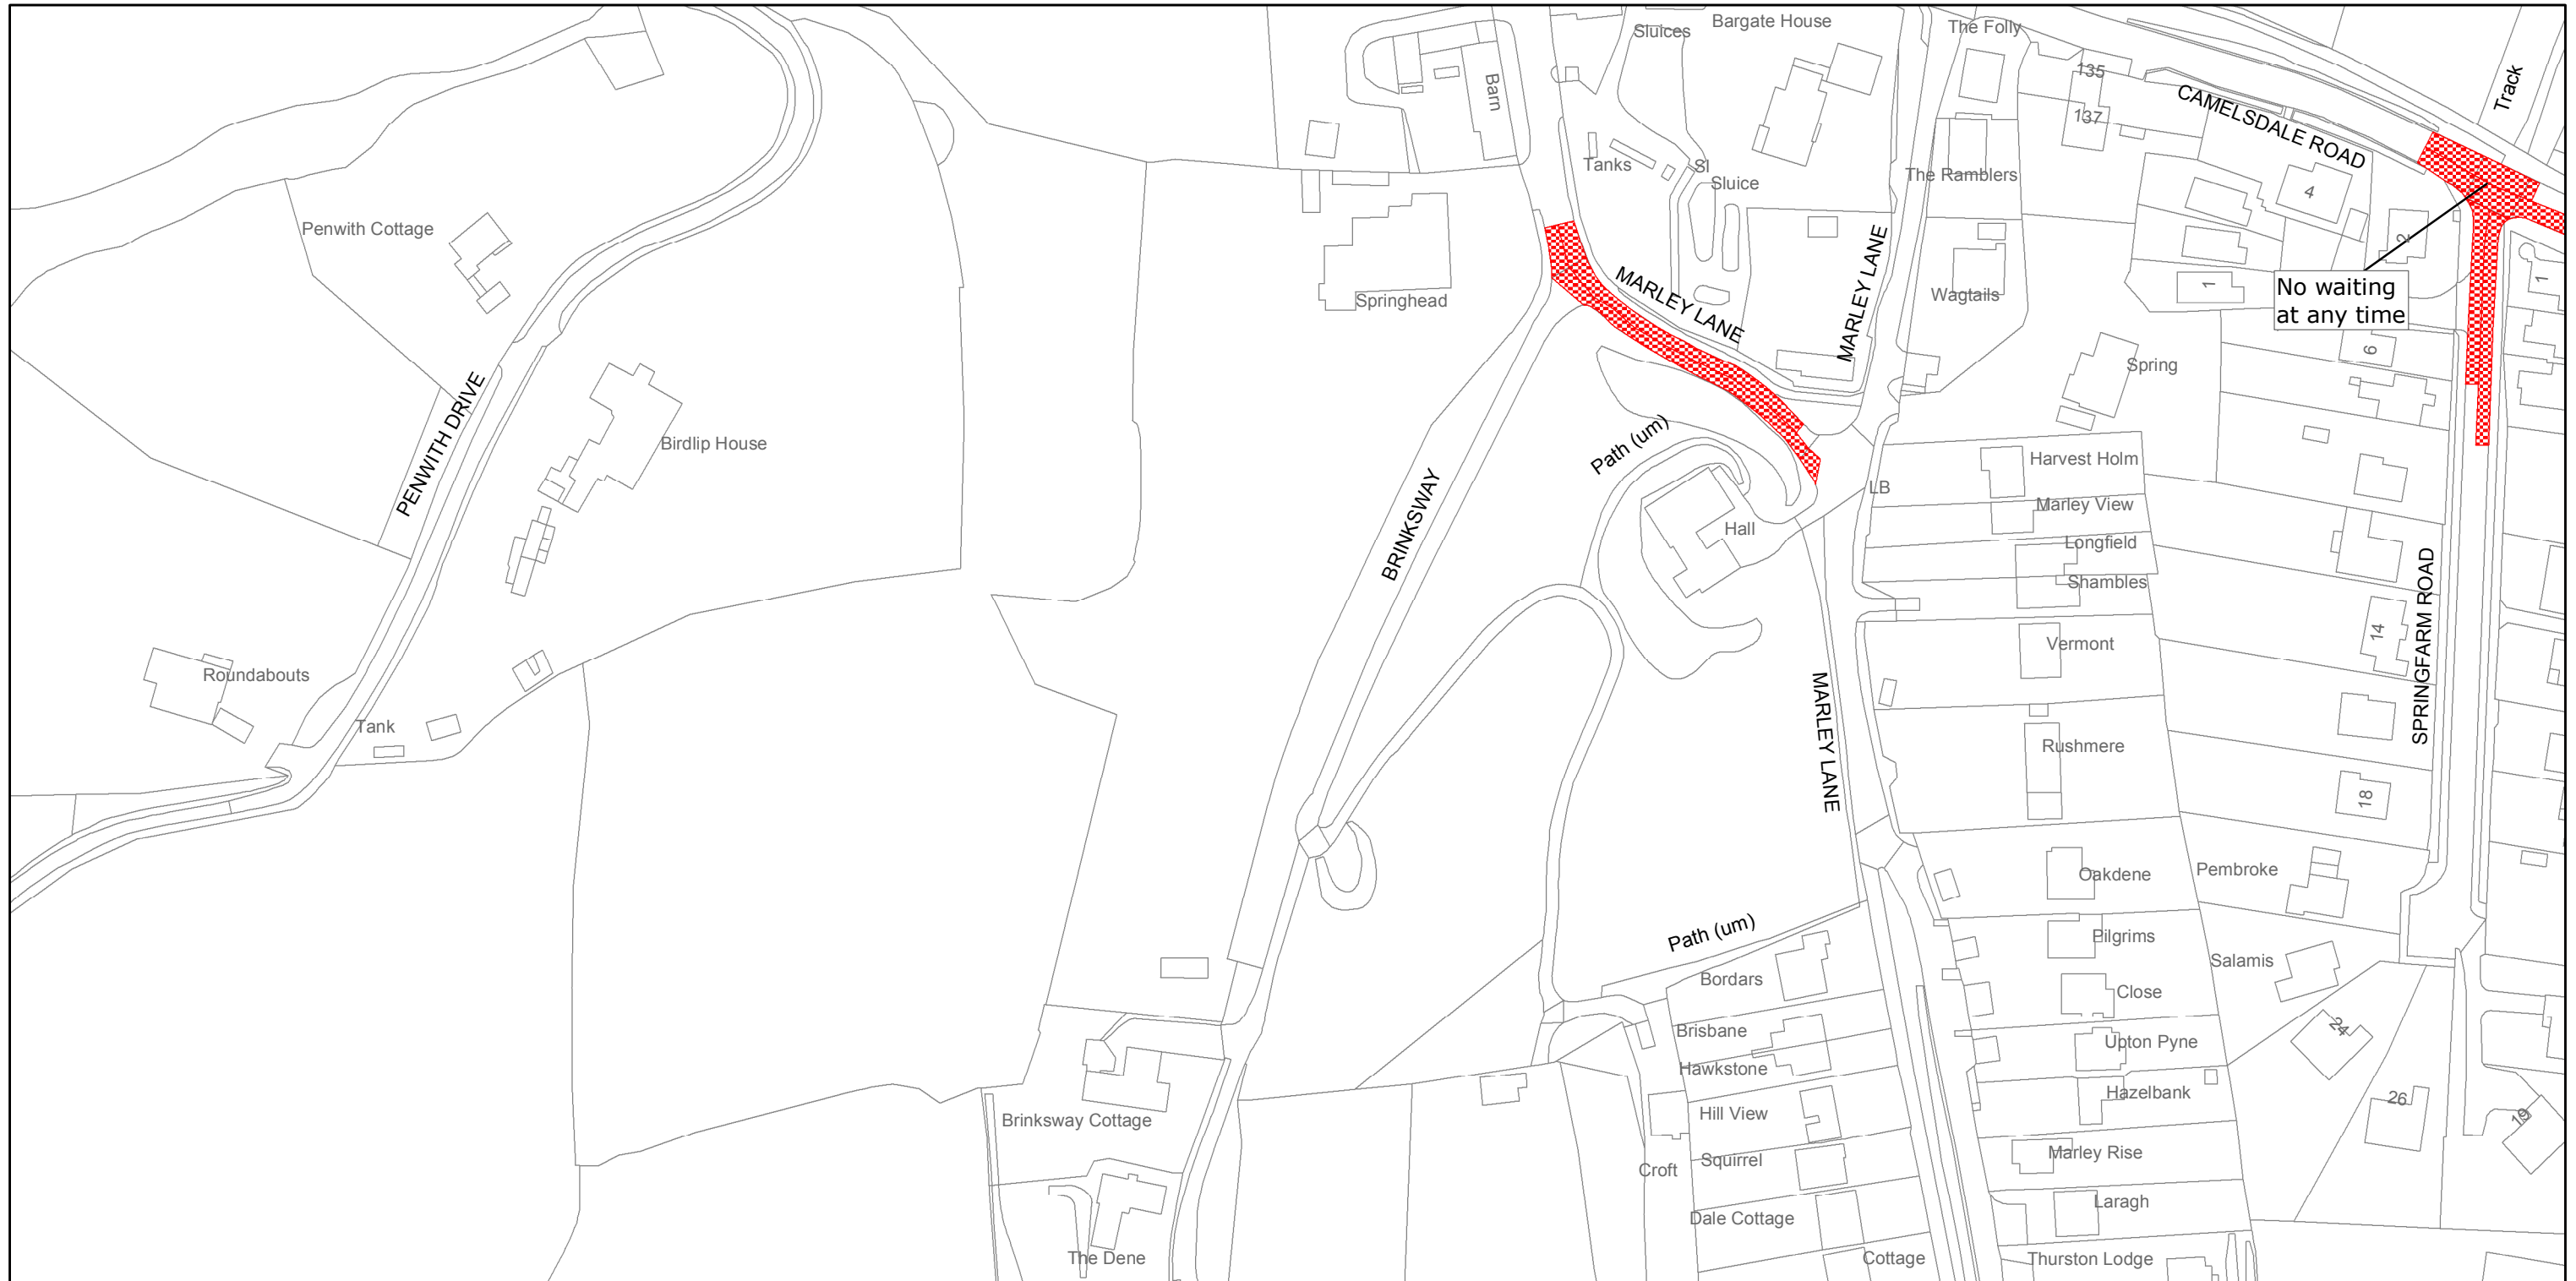 Sluices
Bargate House
The Folly
135
137
Barn
Track
CAMELSDALE ROAD
Tanks
Sl
Sluice
The Ramblers
4
2
Penwith Cottage
MARLEY LANE
MARLEY LANE
Springhead
Wagtails
1
1
No waiting
at any time
6
Spring
PENWITH DRIVE
Birdlip House
Path (um)
BRINKSWAY
Harvest Holm
LB
Marley View
Hall
Longfield
Shambles
14
SPRINGFARM ROAD
Vermont
Roundabouts
Tank
MARLEY LANE
Rushmere
18
Oakdene
Pembroke
Path (um)
Pilgrims
Salamis
Bordars
Close
Brisbane
24
Upton Pyne
Hawkstone
Hazelbank
26
Brinksway Cottage
Hill View
19
Marley Rise
Squirrel
Croft
Laragh
Dale Cottage
The Dene
Cottage
Thurston Lodge